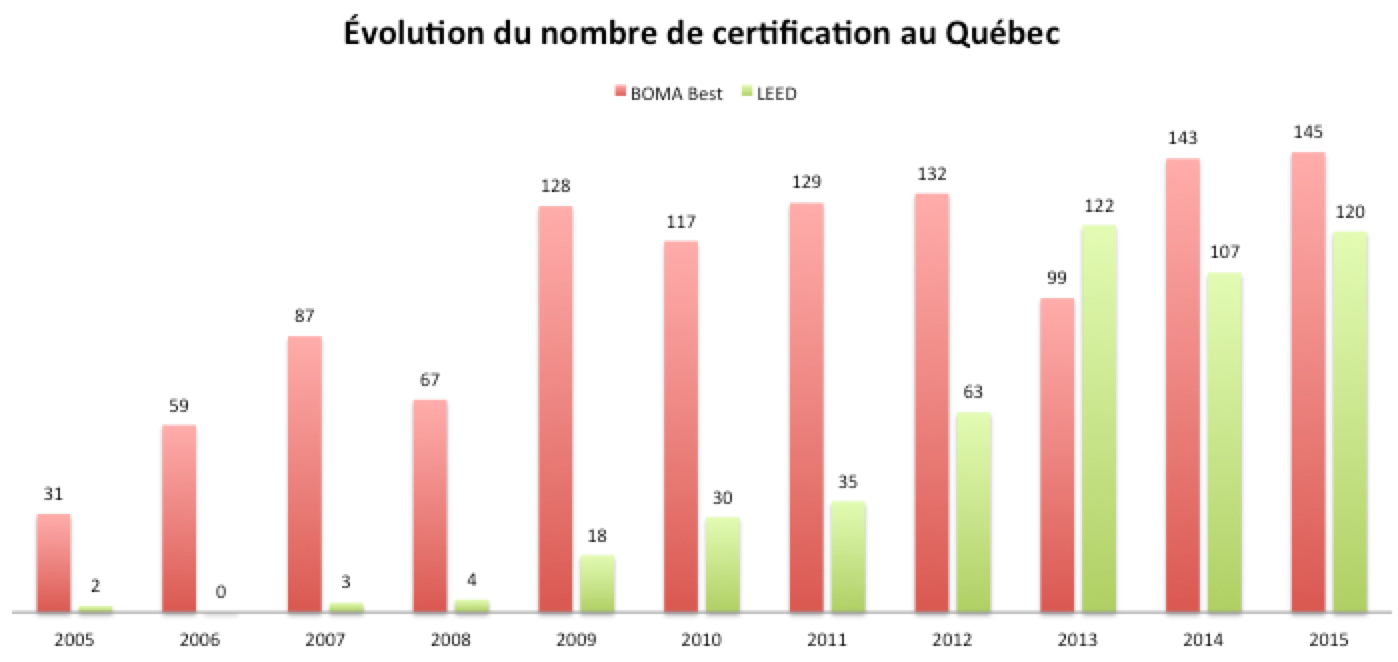 Évolution du nombre de certification au Québec
BOMA Best LEED
31 2 59 0 87 3 67 4 128 18 117 30 129 35 132 63 99 122 143 107 145 120
2005 2006 2007 2008 2009 2010 2011 2012 2013 2014 2015